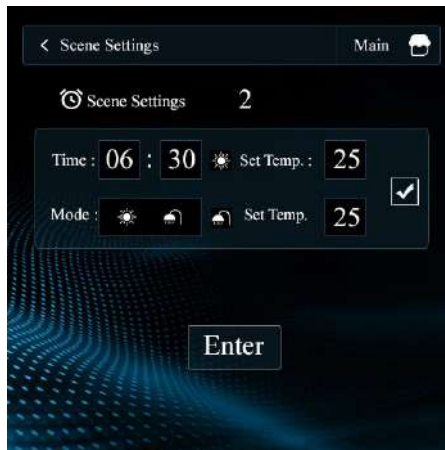 < Scene Settings Main
Scene Settings 2
Time : 06 : 30 Set Temp. : 25
Mode : Set Temp. 25
Enter